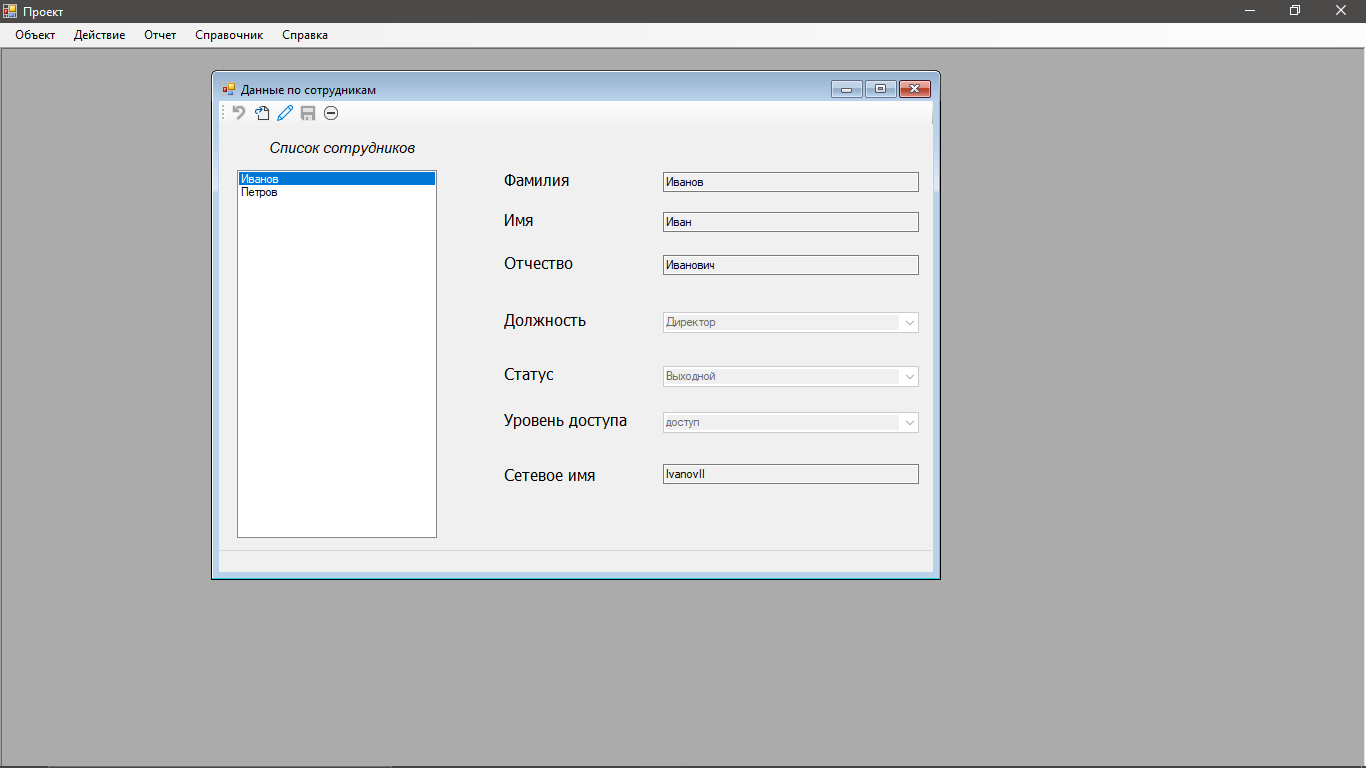 Проект
Объект Действие Отчет Справочник Справка
Данные по сотрудникам
Список сотрудников
Иванов
Петров
Фамилия Иванов
Имя Иван
Отчество Иванович
Должность Директор
Статус Выходной
Уровень доступа доступ
Сетевое имя IvanovII